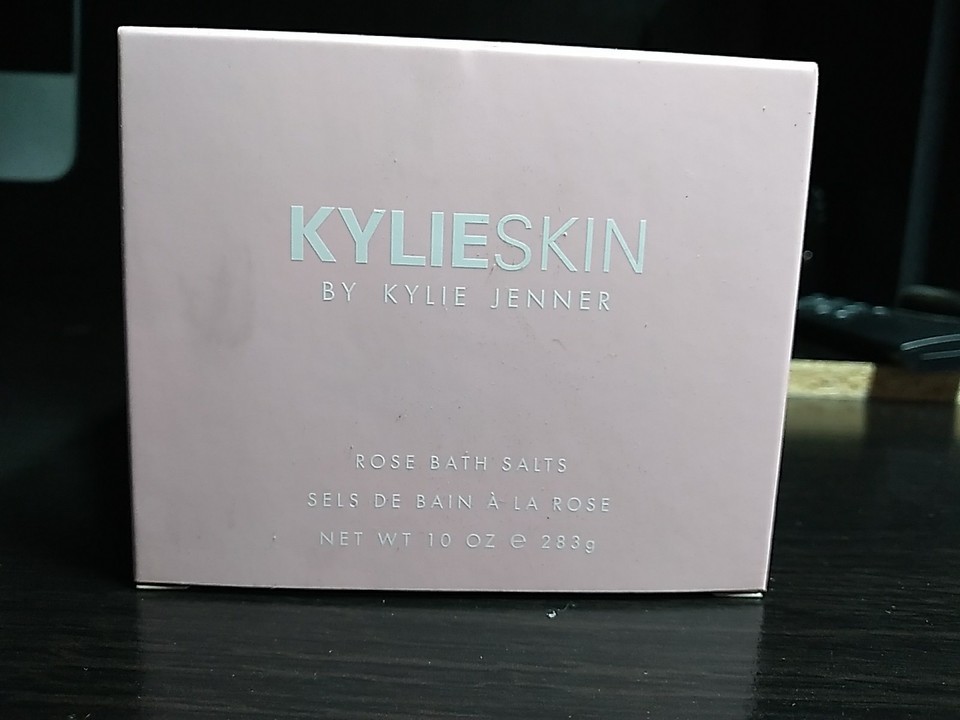 KYLIESKIN
BY KYLIE JENNER
ROSE BATH SALTS
SELS DE BAIN À LA ROSE
NET WT 10 OZ ℮ 283g